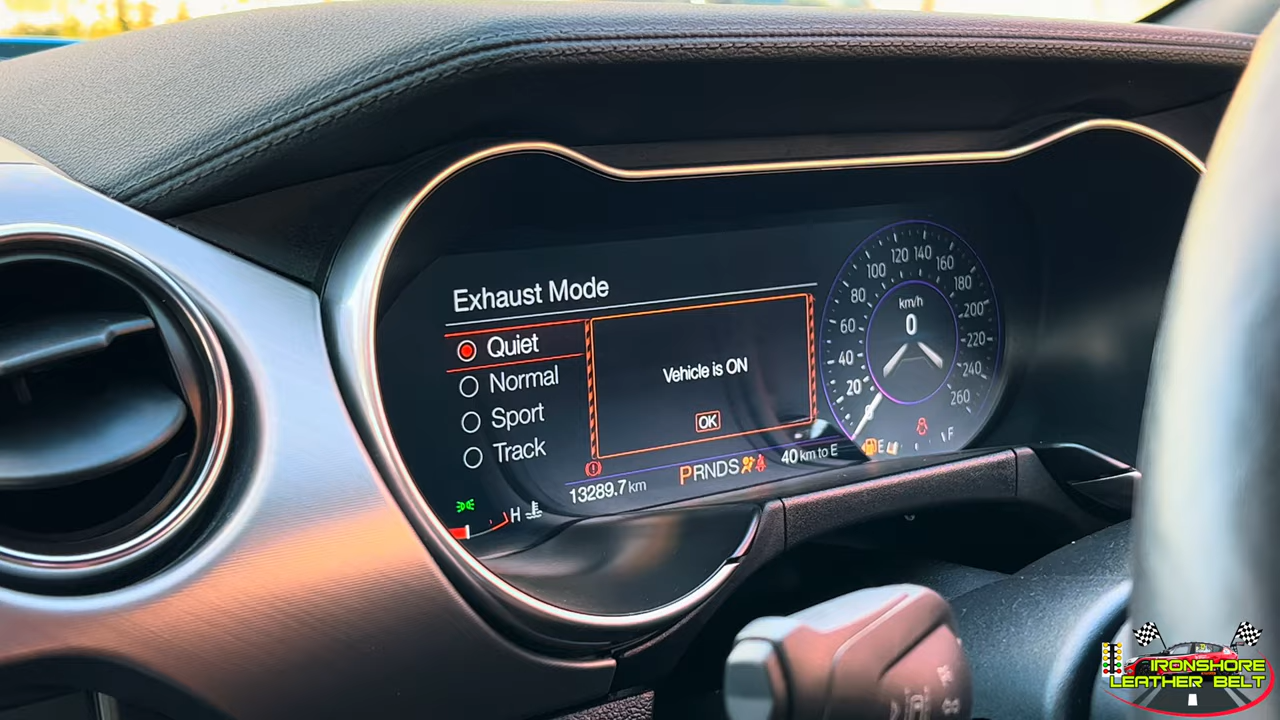 Exhaust Mode
Quiet
Normal
Sport
Track
Vehicle is ON
OK
13289.7 km
PRNDS
40 km to E
H
20
40
60
80
100
120
140
160
180
200
220
240
260
km/h
0
E
F
IRONSHORE
LEATHER BELT